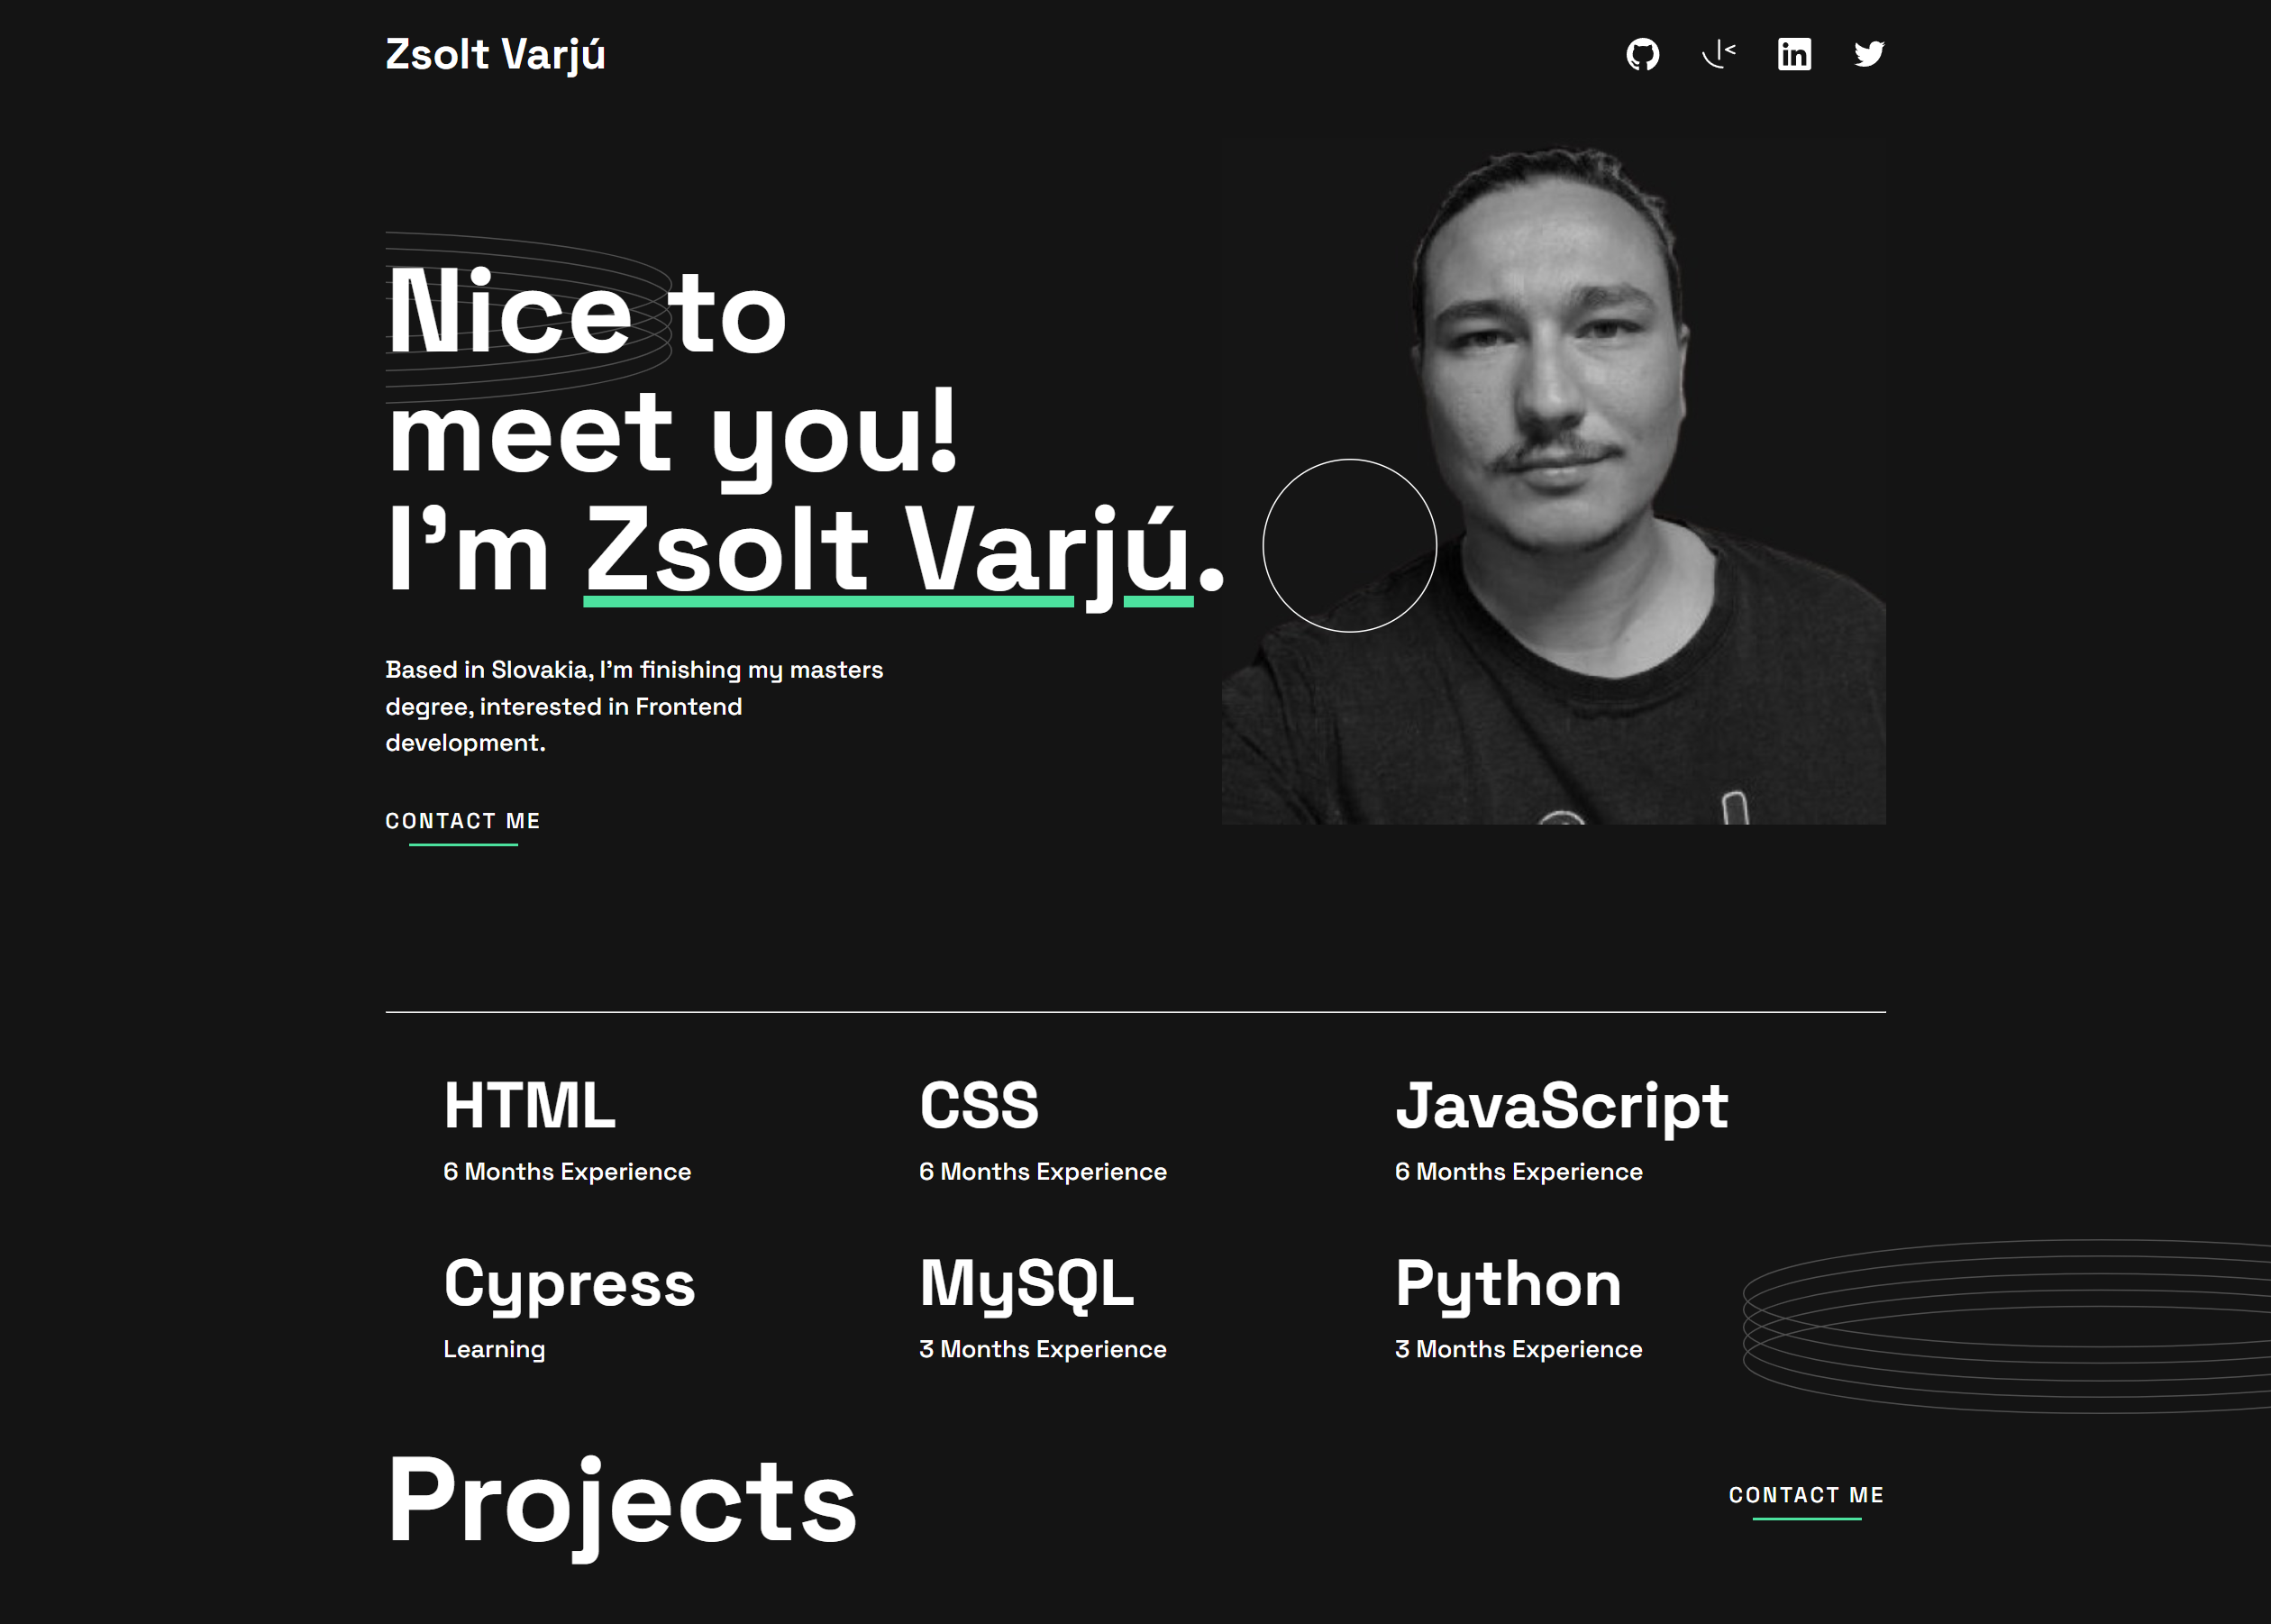 Zsolt Varjú
Nice to
meet you!
I’m Zsolt Varjú.
Based in Slovakia, I’m finishing my masters
degree, interested in Frontend
development.
CONTACT ME
HTML
6 Months Experience
CSS
6 Months Experience
JavaScript
6 Months Experience
Cypress
Learning
MySQL
3 Months Experience
Python
3 Months Experience
Projects
CONTACT ME